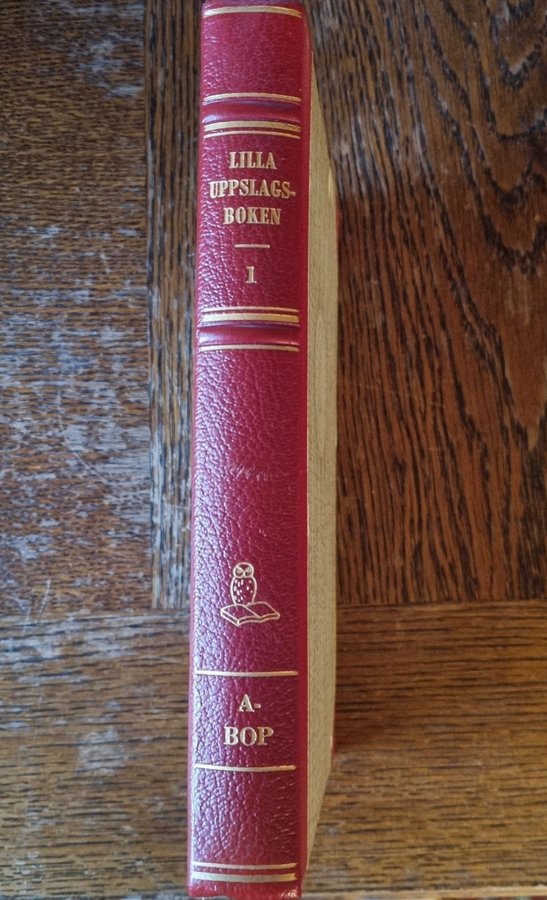 LILLA
UPPSLAGS-
BOKEN
1
A-
BOP